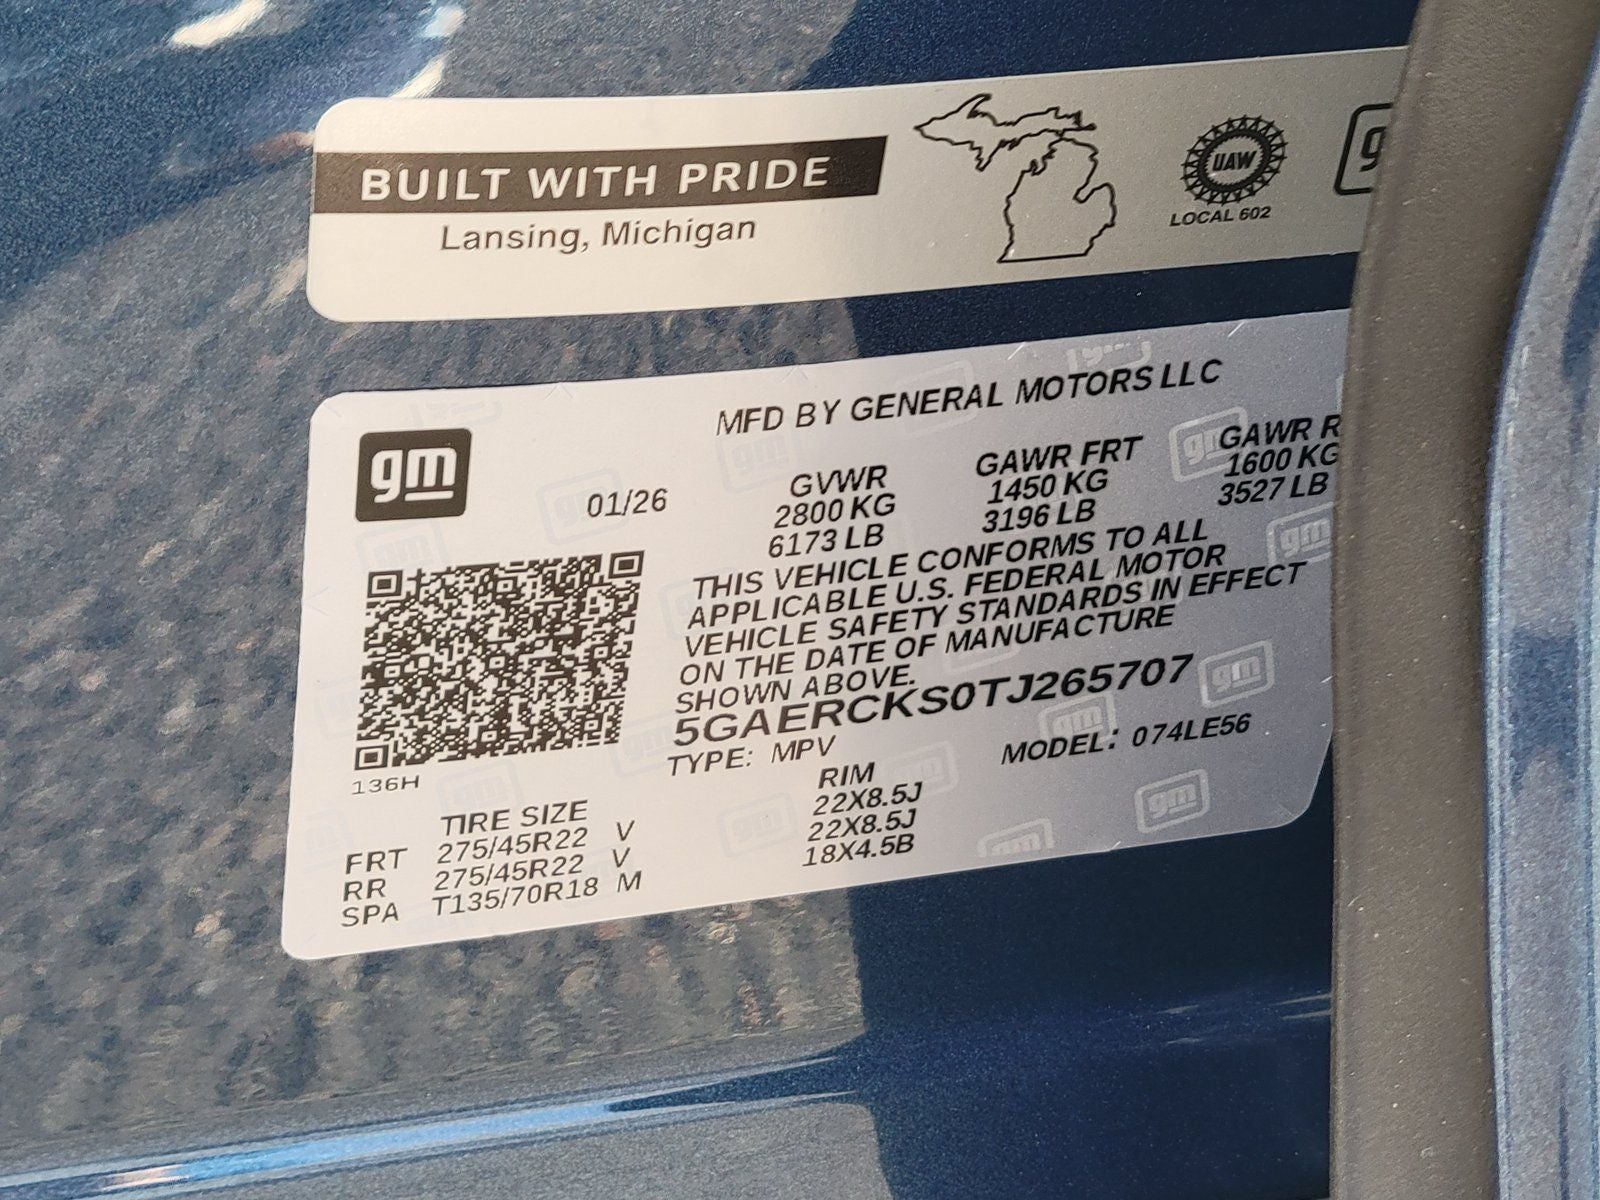 BUILT WITH PRIDE
Lansing, Michigan
UAW
LOCAL 602
g
gm
MFD BY GENERAL MOTORS LLC
01/26
GVWR GAWR FRT GAWR R
2800 KG 1450 KG 1600 KG
6173 LB 3196 LB 3527 LB
THIS VEHICLE CONFORMS TO ALL
APPLICABLE U.S. FEDERAL MOTOR
VEHICLE SAFETY STANDARDS IN EFFECT
ON THE DATE OF MANUFACTURE
SHOWN ABOVE.
5GAERCKS0TJ265707
TYPE: MPV MODEL: 074LE56
136H
TIRE SIZE RIM
FRT 275/45R22 V 22X8.5J
RR 275/45R22 V 22X8.5J
SPA T135/70R18 M 18X4.5B